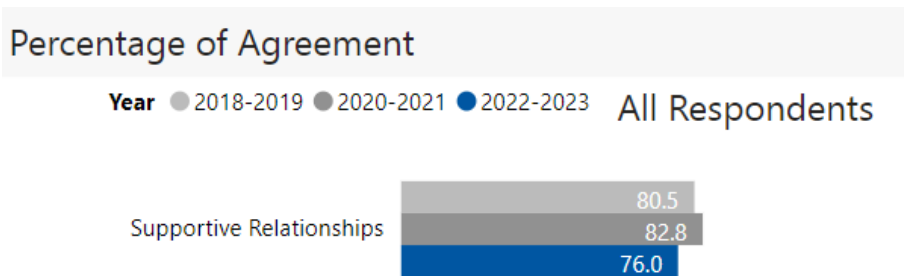 Percentage of Agreement
Year 2018-2019 2020-2021 2022-2023 All Respondents
80.5
Supportive Relationships 82.8
76.0